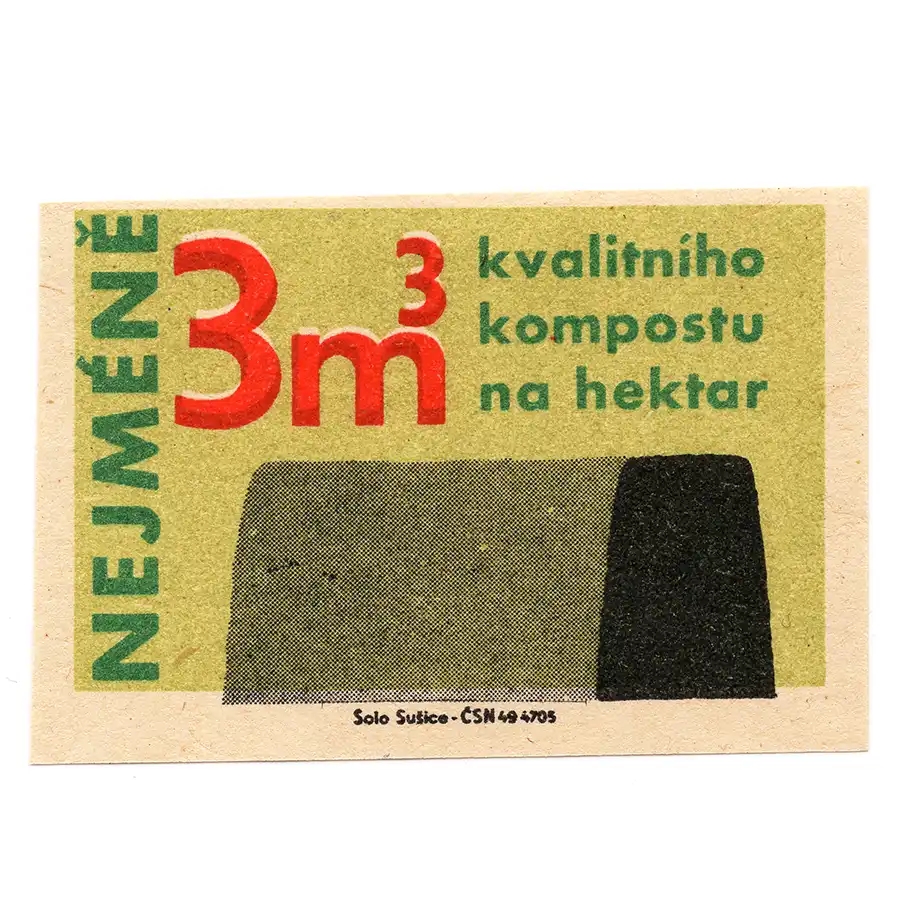 NEJMÉNĚ
3m³
kvalitního
kompostu
na hektar
Solo Sušice - ČSN 49 4705